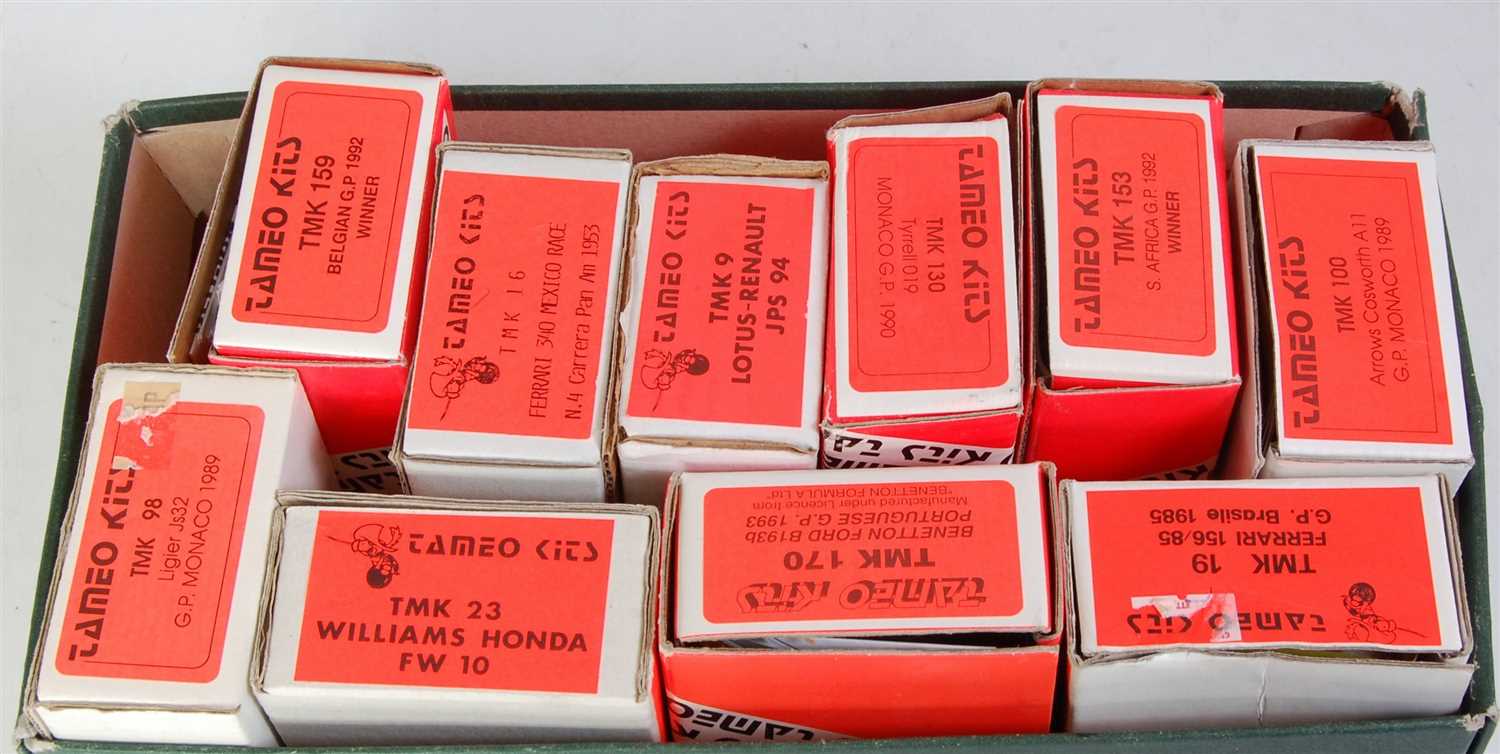 TAMEO KITS
TMK 159
BELGIAN G.P. 1992
WINNER
TAMEO KITS
TMK 16
FERRARI 340 MEXICO RACE
N.4 Carrera Pan Am 1953
TAMEO KITS
TMK 9
LOTUS-RENAULT
JPS 94
TAMEO KITS
TMK 130
Tyrrell 019
MONACO G.P. 1990
TAMEO KITS
TMK 153
S. AFRICA G.P. 1992
WINNER
TAMEO KITS
TMK 100
Arrows Cosworth A11
G.P. MONACO 1989
TAMEO KITS
TMK 98
Ligier Js32
G.P. MONACO 1989
TAMEO KITS
TMK 23
WILLIAMS HONDA
FW 10
TAMEO KITS
TMK 170
BENETTON FORD B193b
PORTUGUESE G.P. 1993
Manufactured under Licence from
"BENETTON FORMULA Ltd"
TAMEO KITS
TMK 19
FERRARI 156/85
G.P. Brasile 1985